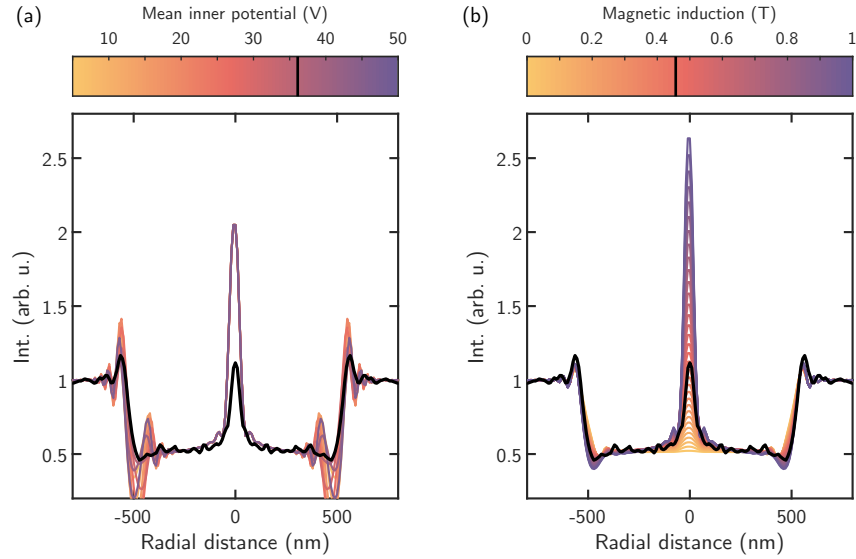 (a)
Mean inner potential (V)
10 20 30 40 50
Int. (arb. u.)
2.5
2
1.5
1
0.5
-500 0 500
Radial distance (nm)
(b)
Magnetic induction (T)
0 0.2 0.4 0.6 0.8 1
Int. (arb. u.)
2.5
2
1.5
1
0.5
-500 0 500
Radial distance (nm)